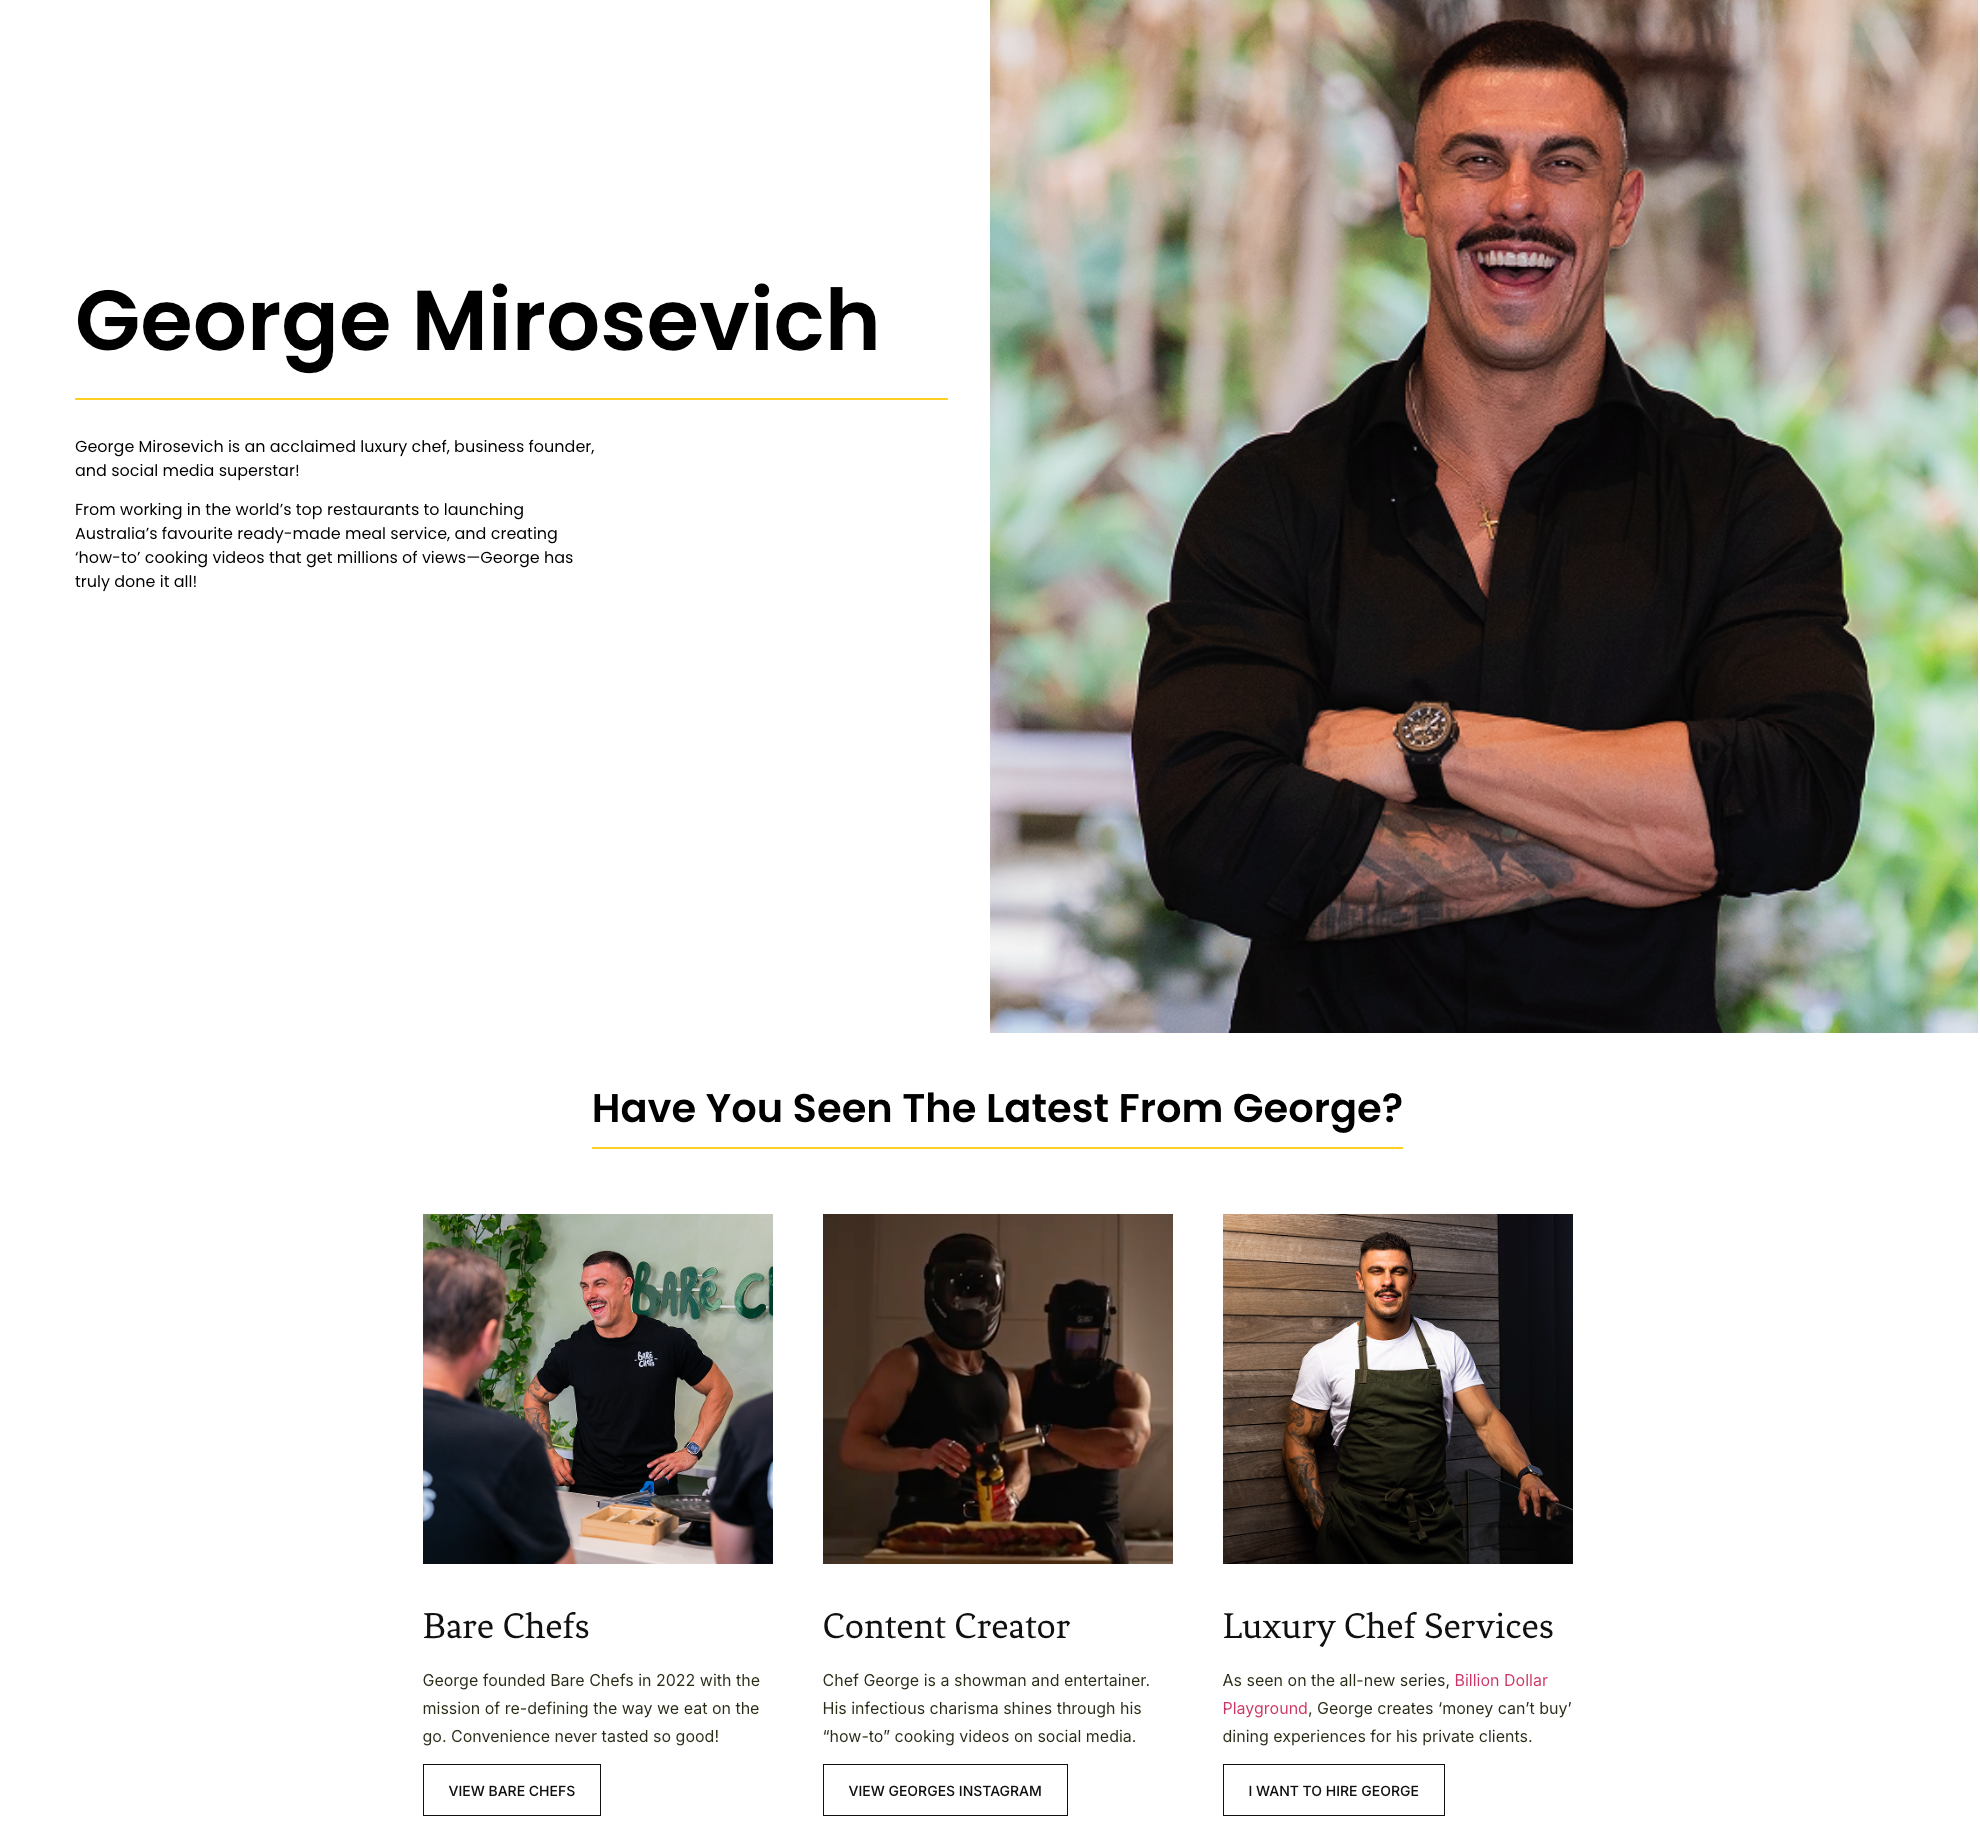 George Mirosevich
George Mirosevich is an acclaimed luxury chef, business founder,
and social media superstar!
From working in the world’s top restaurants to launching
Australia’s favourite ready-made meal service, and creating
‘how-to’ cooking videos that get millions of views—George has
truly done it all!
Have You Seen The Latest From George?
BARé C
BARé
CHEFS
Bare Chefs
George founded Bare Chefs in 2022 with the
mission of re-defining the way we eat on the
go. Convenience never tasted so good!
VIEW BARE CHEFS
Content Creator
Chef George is a showman and entertainer.
His infectious charisma shines through his
“how-to” cooking videos on social media.
VIEW GEORGES INSTAGRAM
Luxury Chef Services
As seen on the all-new series, Billion Dollar
Playground, George creates ‘money can’t buy’
dining experiences for his private clients.
I WANT TO HIRE GEORGE